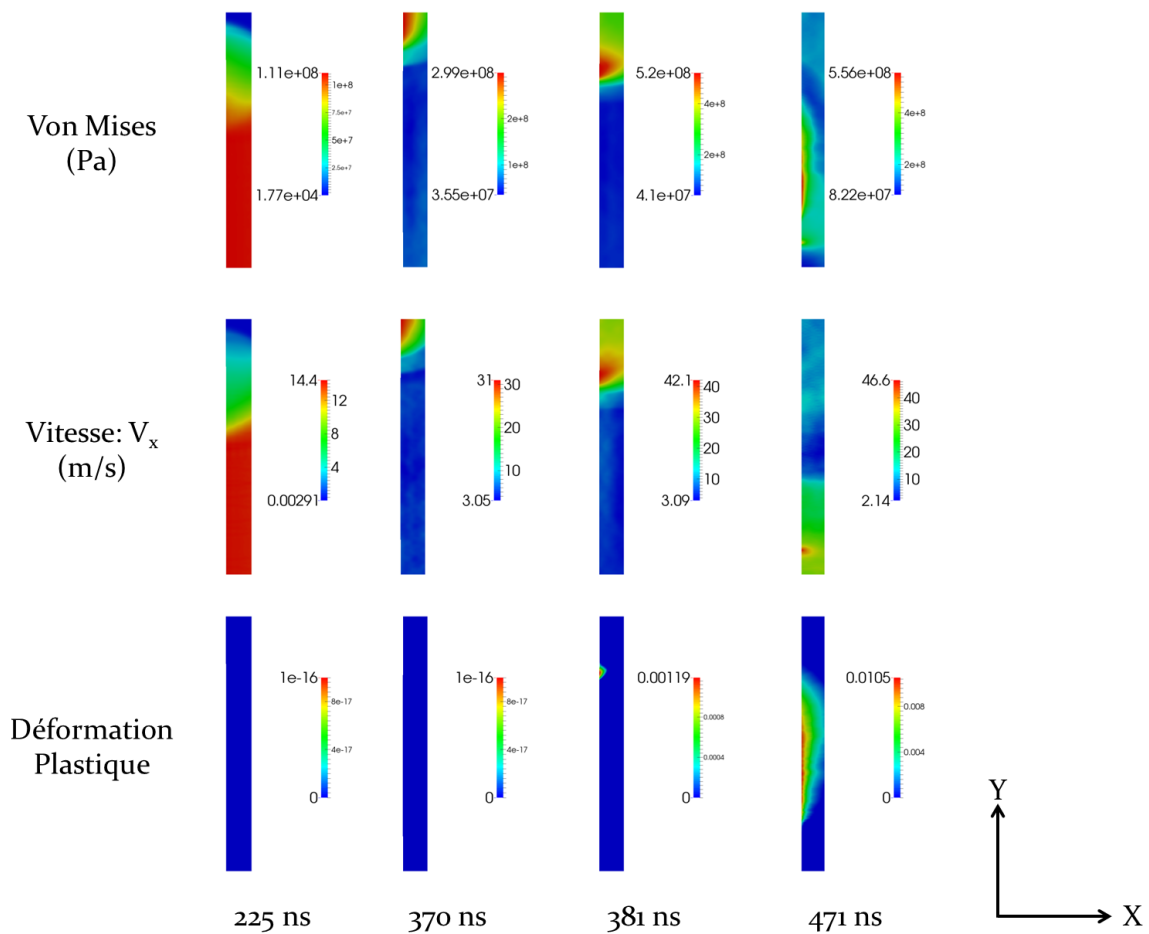 Von Mises
(Pa)
1.11e+08
1e+8
7.5e+7
5e+7
2.5e+7
1.77e+04
2.99e+08
2e+8
1e+8
3.55e+07
5.2e+08
4e+8
2e+8
4.1e+07
5.56e+08
4e+8
2e+8
8.22e+07
Vitesse: Vx
(m/s)
14.4
12
8
4
0.00291
31
30
20
10
3.05
42.1
40
30
20
10
3.09
46.6
40
30
20
10
2.14
Déformation
Plastique
1e-16
8e-17
4e-17
0
1e-16
8e-17
4e-17
0
0.00119
0.0008
0.0004
0
0.0105
0.008
0.004
0
Y
X
225 ns
370 ns
381 ns
471 ns